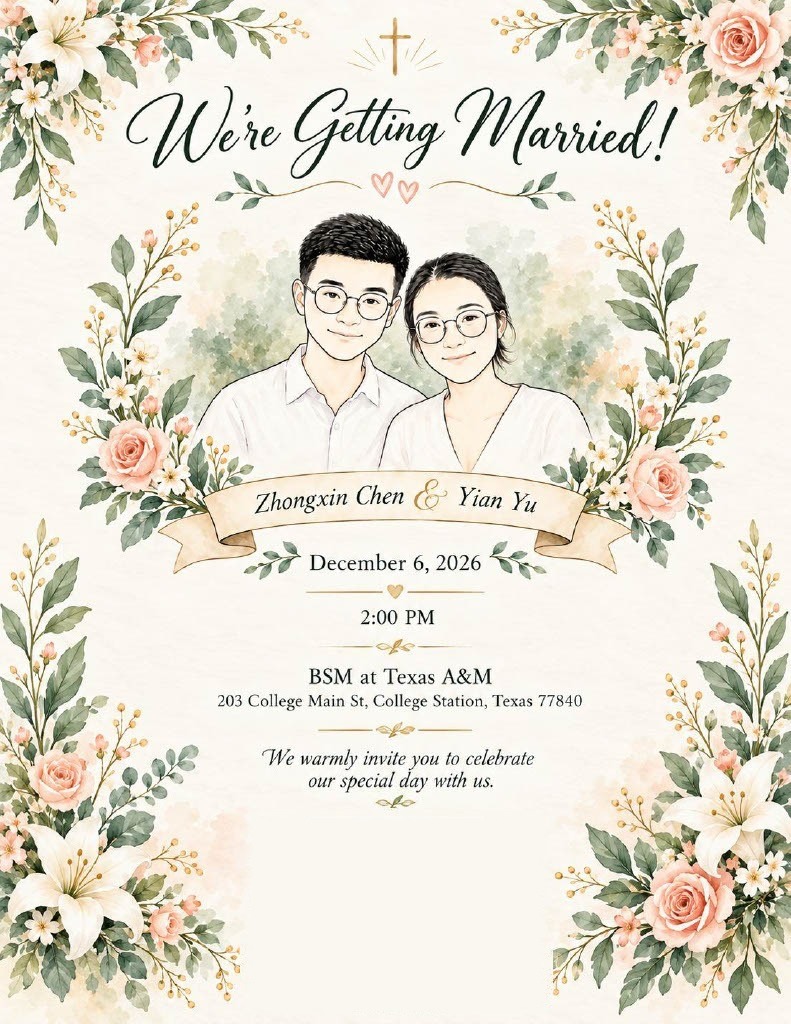 We're Getting Married!
Zhongxin Chen & Yian Yu
December 6, 2026
2:00 PM
BSM at Texas A&M
203 College Main St, College Station, Texas 77840
We warmly invite you to celebrate
our special day with us.